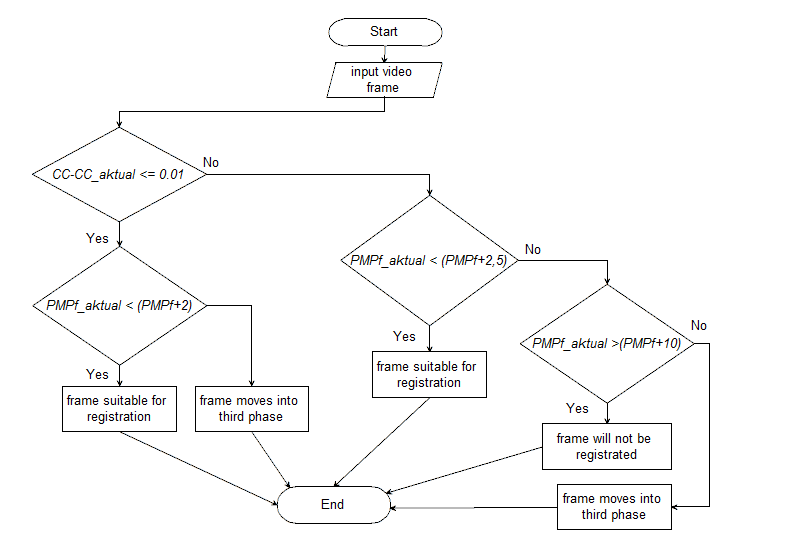 Start
input video
frame
CC-CC_aktual <= 0.01
No
Yes
PMPf_aktual < (PMPf+2,5)
No
PMPf_aktual < (PMPf+2)
Yes
PMPf_aktual >(PMPf+10)
No
Yes
frame suitable for
registration
Yes
frame suitable for
registration
frame moves into
third phase
frame will not be
registrated
End
frame moves into
third phase